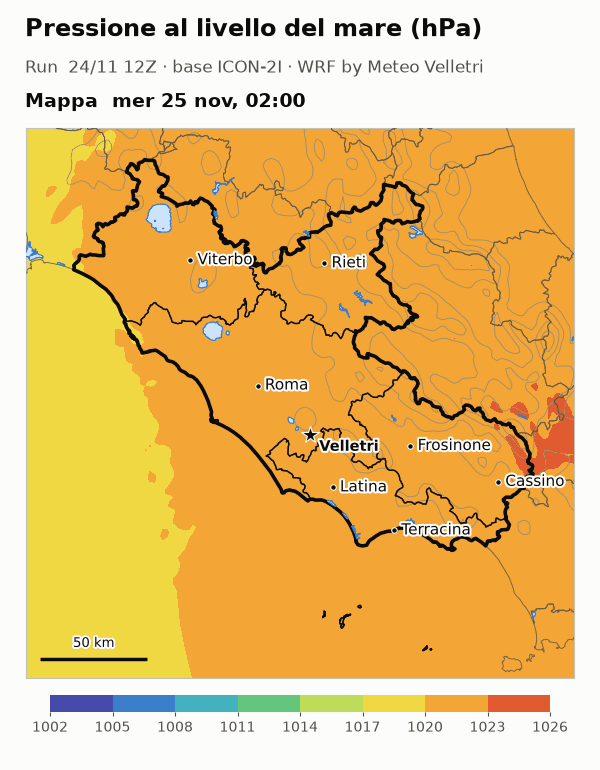 Pressione al livello del mare (hPa)
Run  24/11 12Z · base ICON-2I · WRF by Meteo Velletri
Mappa  mer 25 nov, 02:00
Viterbo
Rieti
Roma
Velletri
Frosinone
Cassino
Latina
Terracina
50 km
1002 1005 1008 1011 1014 1017 1020 1023 1026